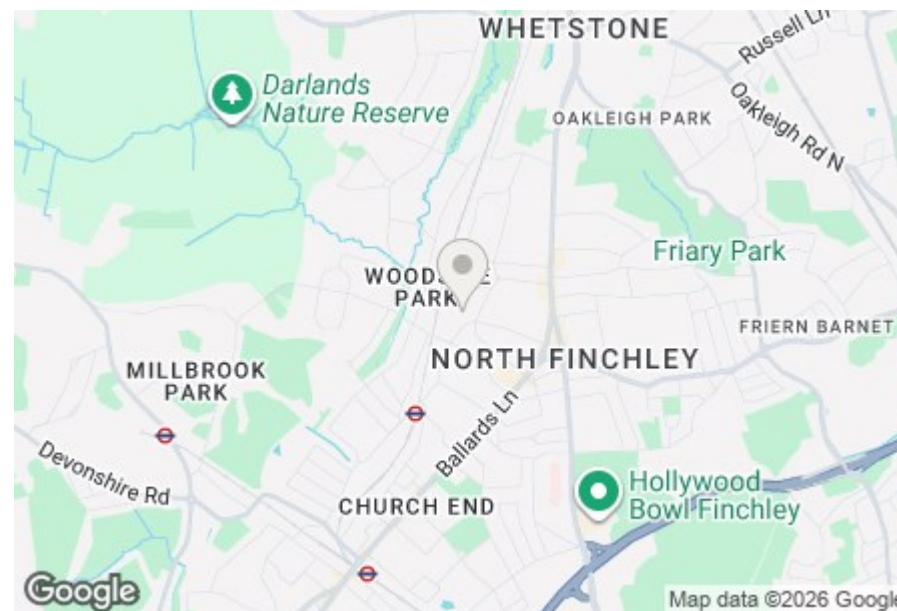 WHETSTONE
Russell Ln
Darlands
Nature Reserve
OAKLEIGH PARK
Oakleigh Rd N
Friary Park
PARK
FRIERN BARNET
NORTH FINCHLEY
MILLBROOK
PARK
Ballards Ln
Devonshire Rd
Hollywood
Bowl Finchley
CHURCH END
Google
Map data ©2026 Google